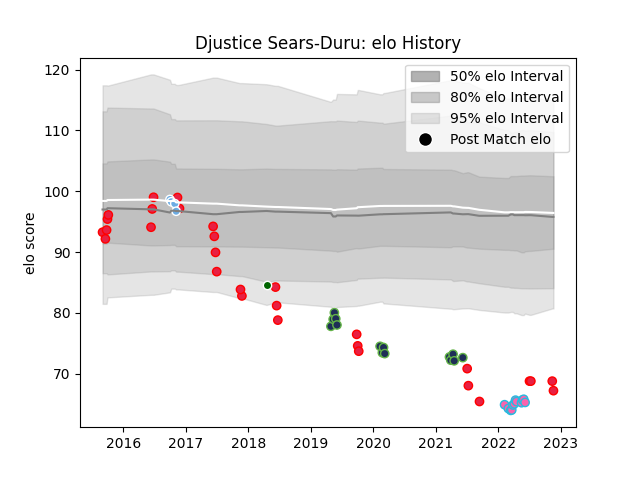 Djustice Sears-Duru: elo History
120
110
100
90
80
70
elo score
50% elo Interval
80% elo Interval
95% elo Interval
Post Match elo
2016 2017 2018 2019 2020 2021 2022 2023